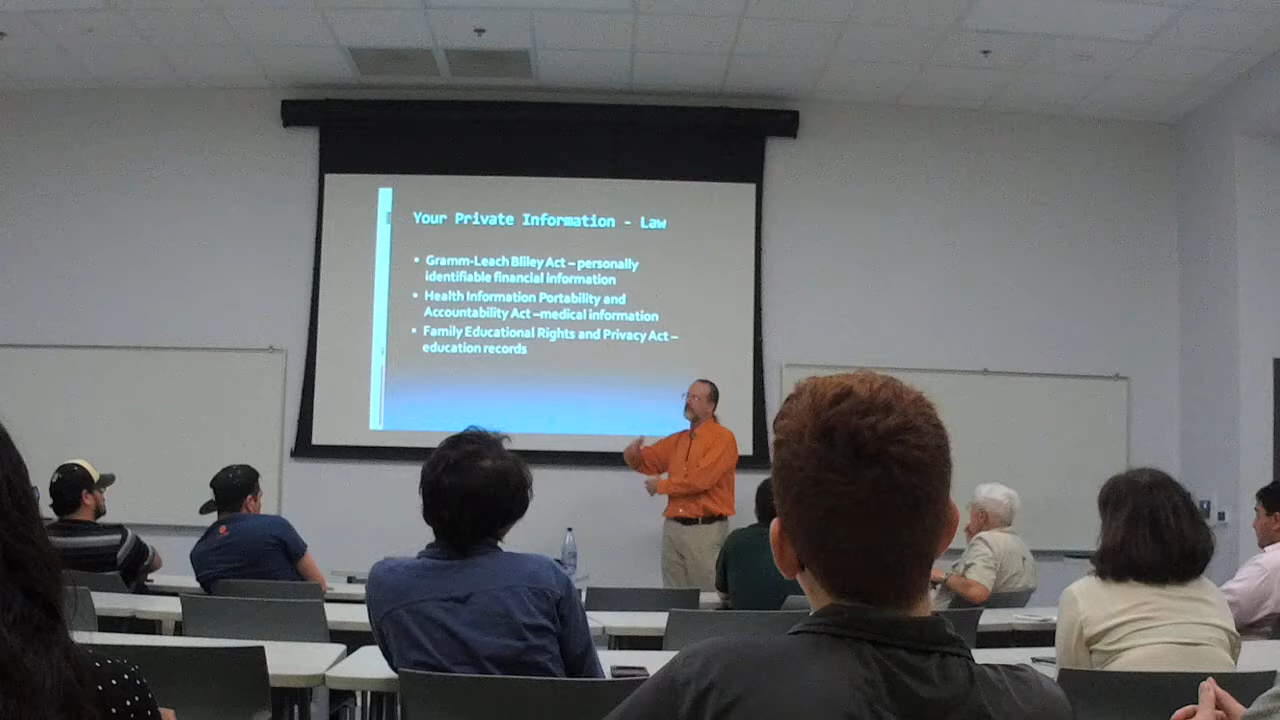 Your Private Information - Law
▪ Gramm-Leach Bliley Act – personally
identifiable financial information
▪ Health Information Portability and
Accountability Act –medical information
▪ Family Educational Rights and Privacy Act –
education records